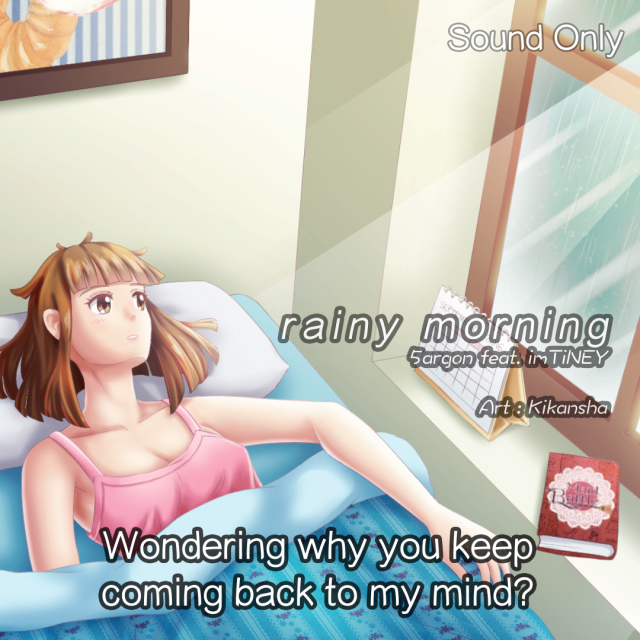 Sound Only
rainy morning
5argon feat. imTiNEY
Art : Kikansha
Wondering why you keep
coming back to my mind?